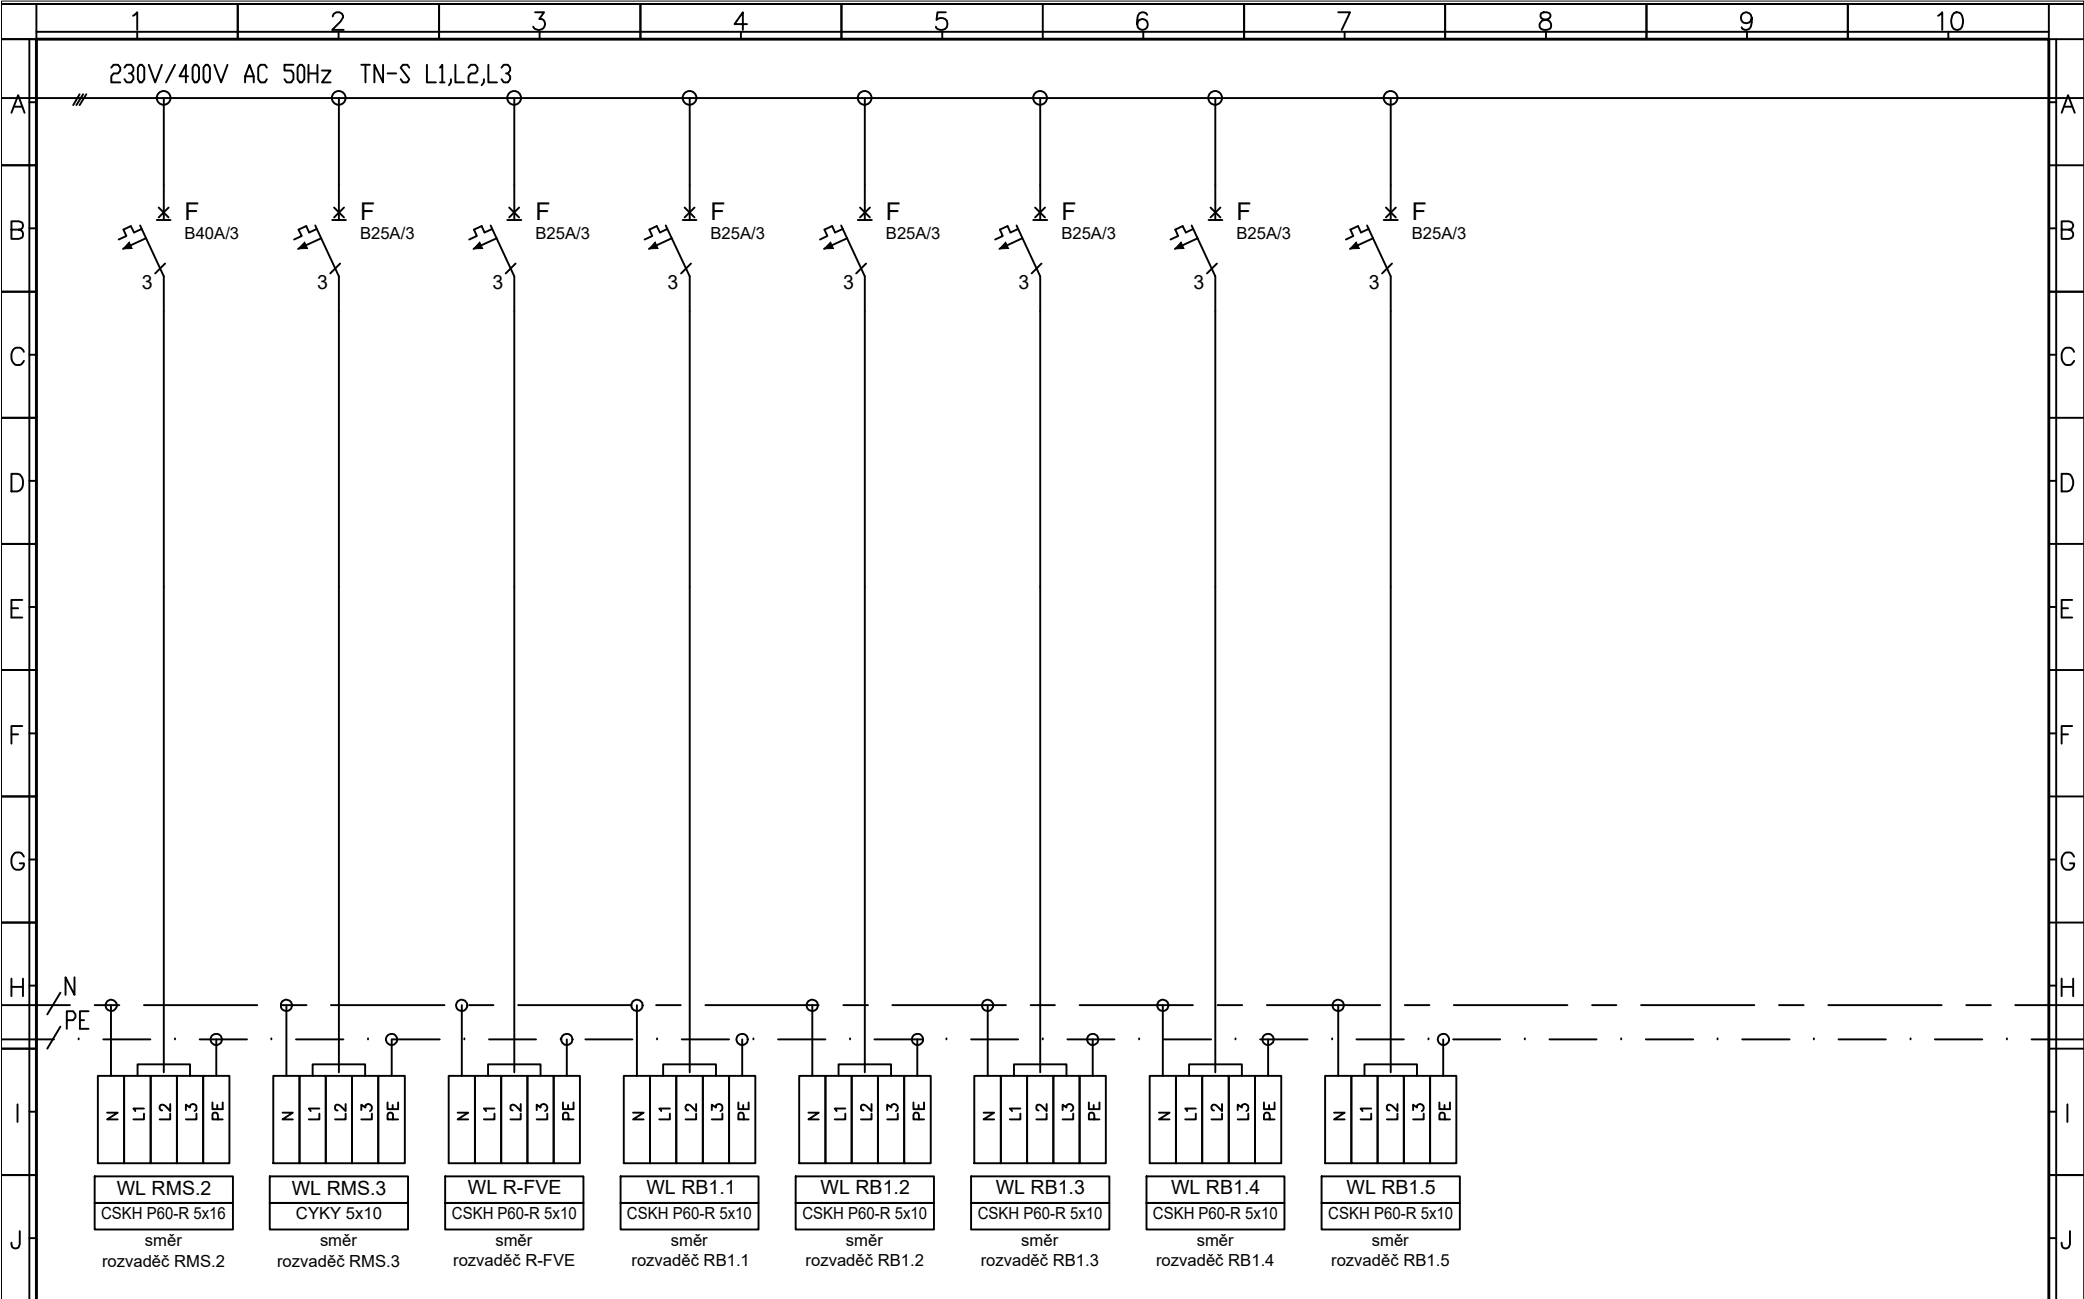 1 2 3 4 5 6 7 8 9 10
230V/400V AC 50Hz TN-S L1,L2,L3
A A
F F F F F F F F
B B40A/3 B25A/3 B25A/3 B25A/3 B25A/3 B25A/3 B25A/3 B25A/3 B
3 3 3 3 3 3 3 3
C C
D D
E E
F F
G G
H N H
PE
I N L1 L2 L3 PE N L1 L2 L3 PE N L1 L2 L3 PE N L1 L2 L3 PE N L1 L2 L3 PE N L1 L2 L3 PE N L1 L2 L3 PE N L1 L2 L3 PE I
WL RMS.2 WL RMS.3 WL R-FVE WL RB1.1 WL RB1.2 WL RB1.3 WL RB1.4 WL RB1.5
CSKH P60-R 5x16 CYKY 5x10 CSKH P60-R 5x10 CSKH P60-R 5x10 CSKH P60-R 5x10 CSKH P60-R 5x10 CSKH P60-R 5x10 CSKH P60-R 5x10
J směr směr směr směr směr směr směr směr J
rozvaděč RMS.2 rozvaděč RMS.3 rozvaděč R-FVE rozvaděč RB1.1 rozvaděč RB1.2 rozvaděč RB1.3 rozvaděč RB1.4 rozvaděč RB1.5